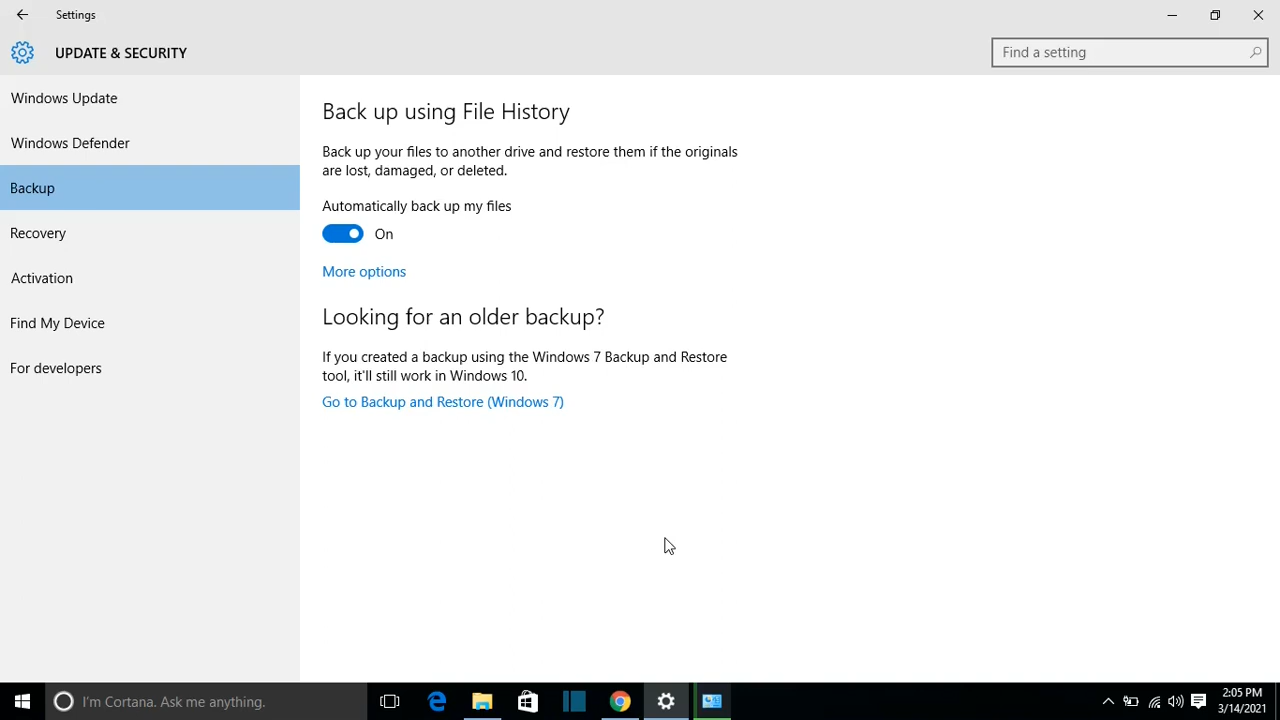 Settings
UPDATE & SECURITY
Find a setting
Windows Update
Windows Defender
Backup
Recovery
Activation
Find My Device
For developers
Back up using File History
Back up your files to another drive and restore them if the originals
are lost, damaged, or deleted.
Automatically back up my files
On
More options
Looking for an older backup?
If you created a backup using the Windows 7 Backup and Restore
tool, it'll still work in Windows 10.
Go to Backup and Restore (Windows 7)
I'm Cortana. Ask me anything.
2:05 PM
3/14/2021